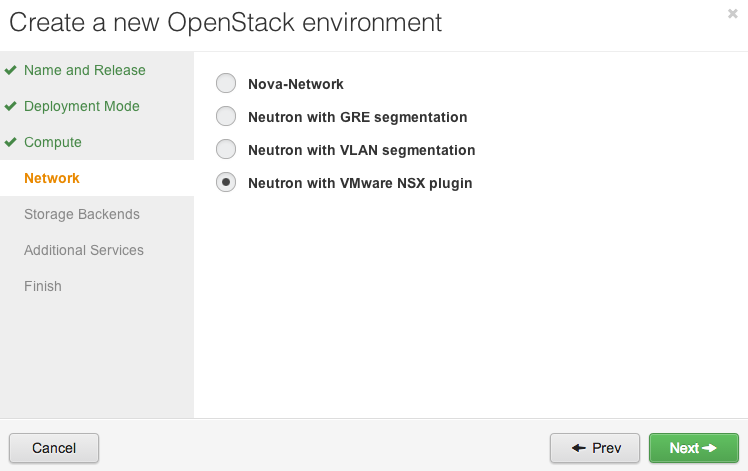 Create a new OpenStack environment
Name and Release
Deployment Mode
Compute
Network
Storage Backends
Additional Services
Finish
Nova-Network
Neutron with GRE segmentation
Neutron with VLAN segmentation
Neutron with VMware NSX plugin
Cancel
Prev
Next